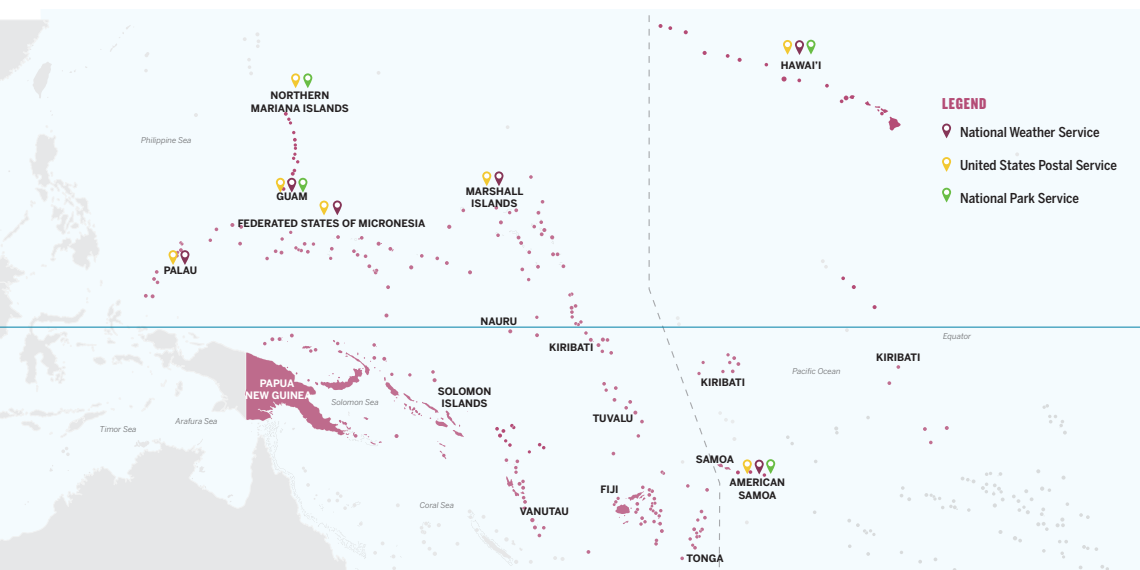 HAWAI'I
NORTHERN
MARIANA ISLANDS
LEGEND
National Weather Service
Philippine Sea
United States Postal Service
GUAM
MARSHALL
ISLANDS
National Park Service
FEDERATED STATES OF MICRONESIA
PALAU
NAURU
Equator
KIRIBATI
KIRIBATI
Pacific Ocean
KIRIBATI
PAPUA
NEW GUINEA
Solomon Sea
SOLOMON
ISLANDS
TUVALU
Arafura Sea
Timor Sea
SAMOA
AMERICAN
SAMOA
FIJI
Coral Sea
VANUTAU
TONGA